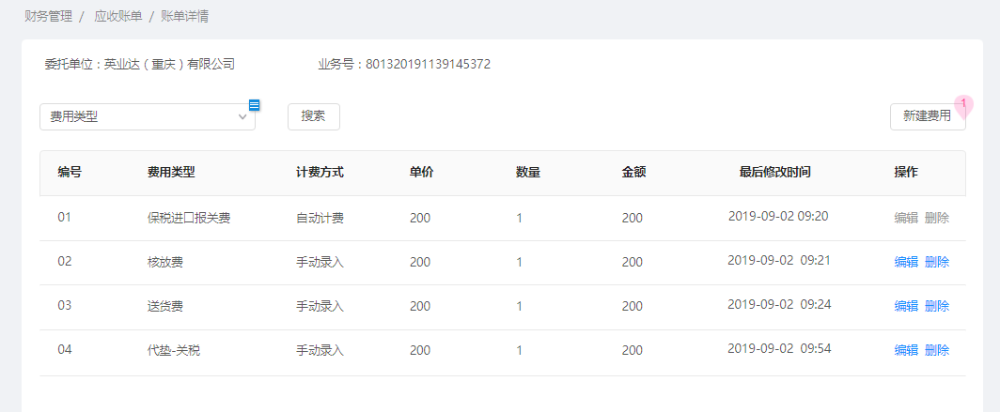 财务管理 / 应收账单 / 账单详情
委托单位：英业达（重庆）有限公司 业务号：801320191139145372
费用类型 搜索 新建费用 1
编号 费用类型 计费方式 单价 数量 金额 最后修改时间 操作
01 保税进口报关费 自动计费 200 1 200 2019-09-02 09:20 编辑 删除
02 核放费 手动录入 200 1 200 2019-09-02 09:21 编辑 删除
03 送货费 手动录入 200 1 200 2019-09-02 09:24 编辑 删除
04 代垫-关税 手动录入 200 1 200 2019-09-02 09:54 编辑 删除